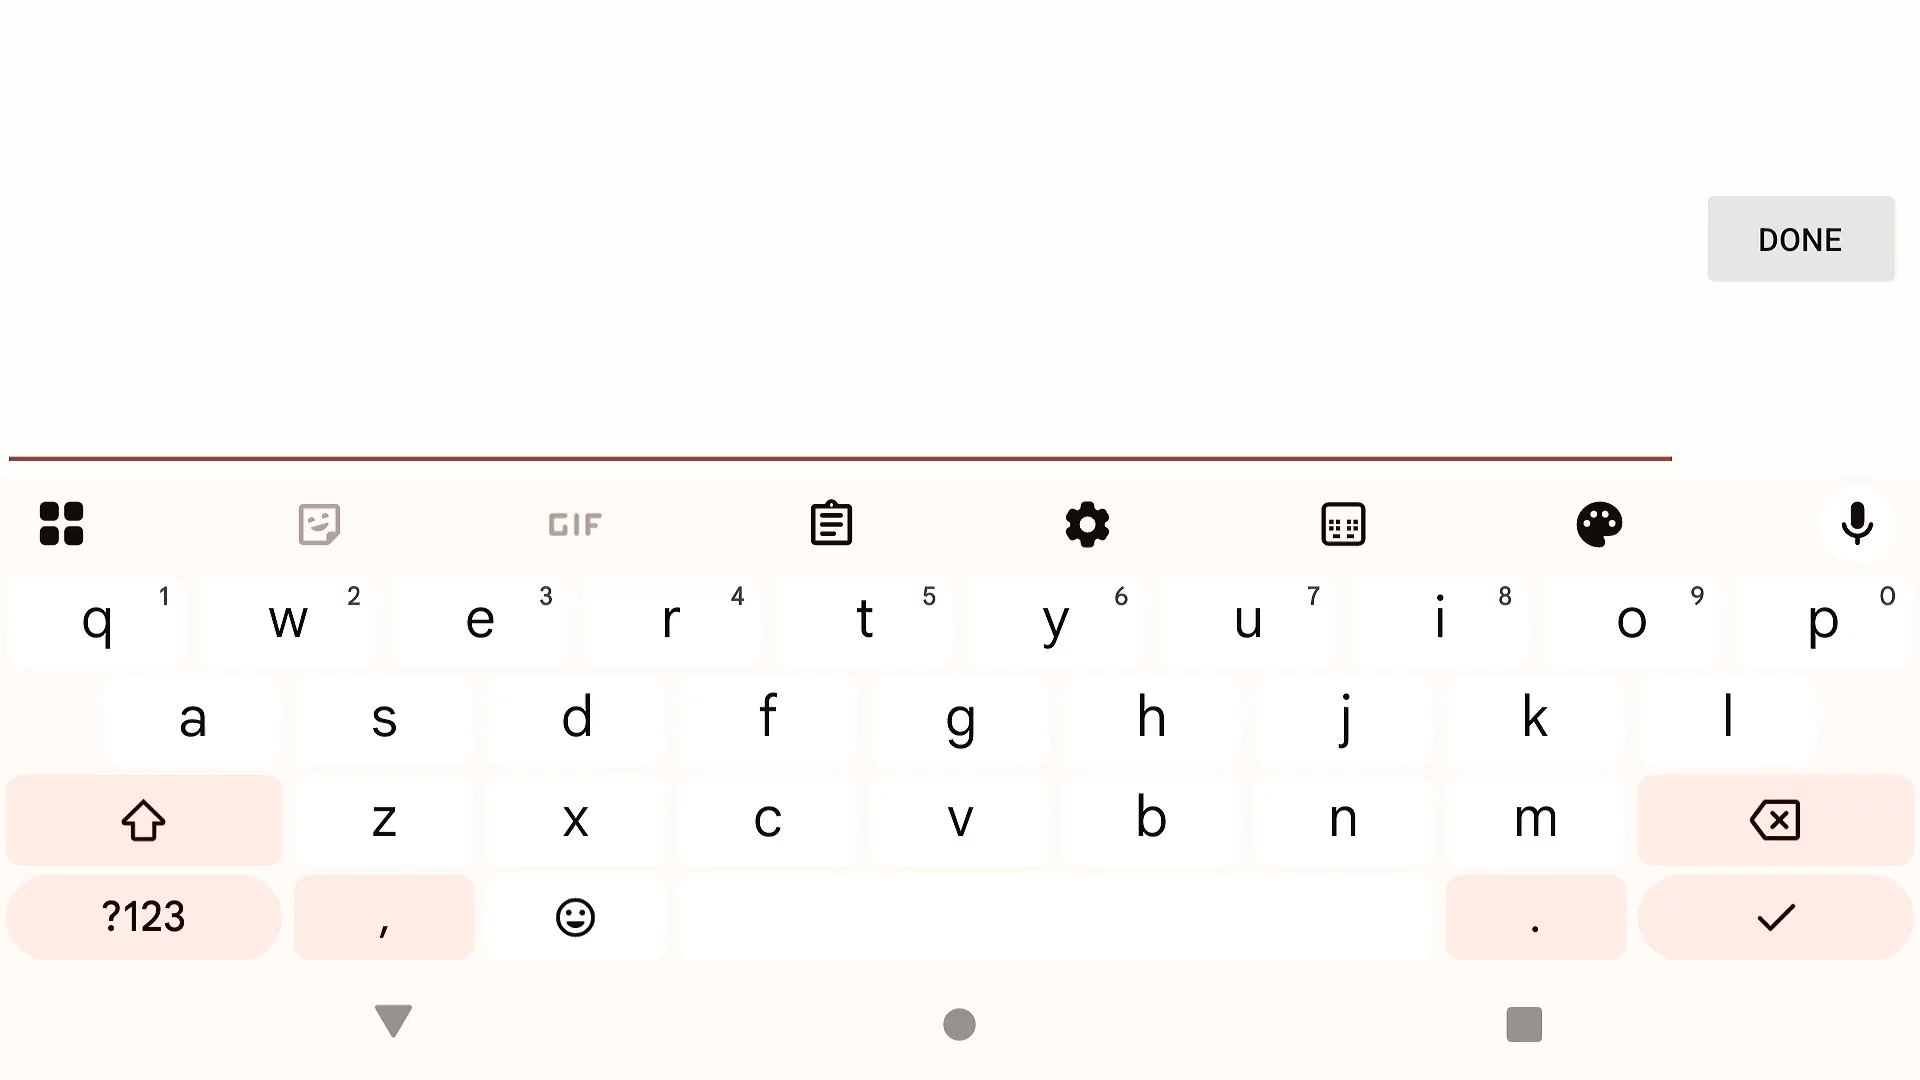 DONE
GIF
q 1 w 2 e 3 r 4 t 5 y 6 u 7 i 8 o 9 p 0
a s d f g h j k l
z x c v b n m
?123 , .